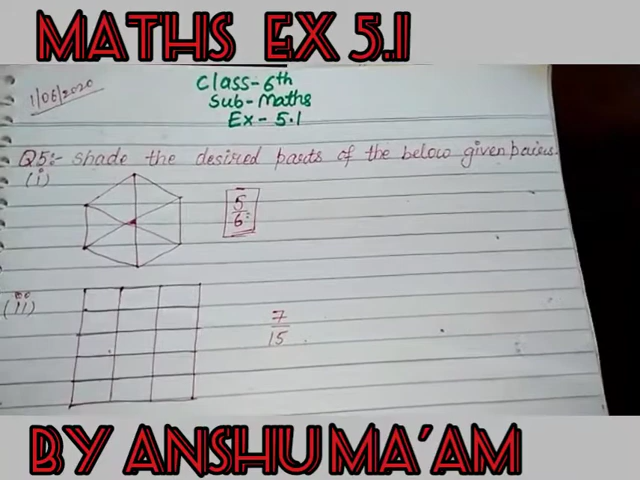 MATHS EX 5.1
1/06/2020
Class-6th
Sub-Maths
Ex-5.1
Q5:- Shade the desired parts of the below given pairs.
(i)
5/6
(ii)
7/15
BY ANSHU MA'AM